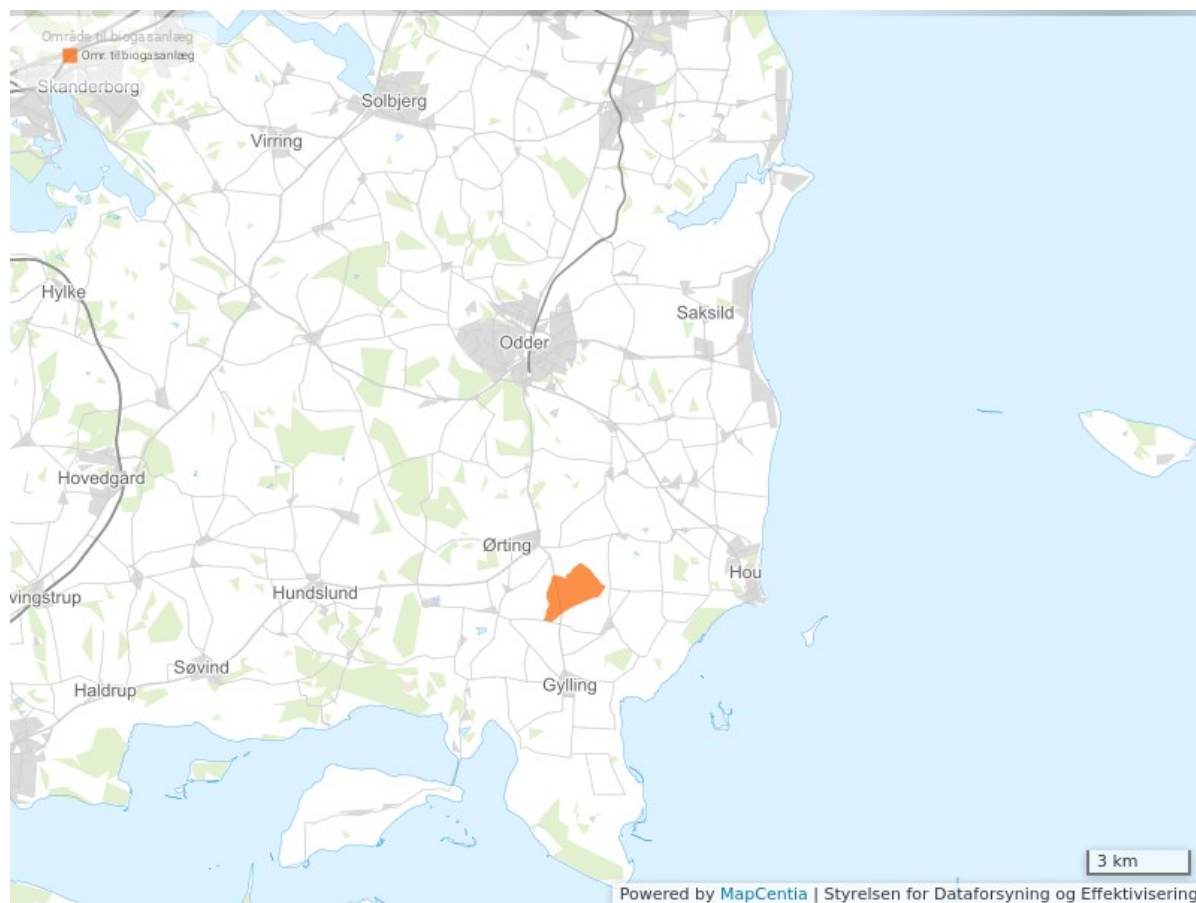 Område til biogasanlæg
Omr. til biogasanlæg
Skanderborg
Solbjerg
Virring
Hylke
Saksild
Odder
Hovedgård
Ørting
Hou
Hundslund
vingstrup
Søvind
Gylling
Haldrup
3 km
Powered by MapCentia | Styrelsen for Dataforsyning og Effektivisering